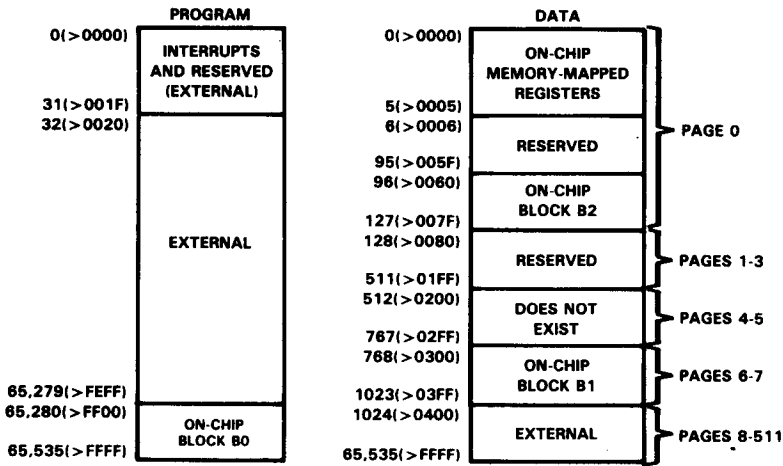 PROGRAM
0(>0000)
INTERRUPTS
AND RESERVED
(EXTERNAL)
31(>001F)
32(>0020)
EXTERNAL
65,279(>FEFF)
65,280(>FF00)
ON-CHIP
BLOCK B0
65,535(>FFFF)
DATA
0(>0000)
ON-CHIP
MEMORY-MAPPED
REGISTERS
5(>0005)
6(>0006)
RESERVED
95(>005F)
96(>0060)
ON-CHIP
BLOCK B2
127(>007F)
PAGE 0
128(>0080)
RESERVED
511(>01FF)
PAGES 1-3
512(>0200)
DOES NOT
EXIST
767(>02FF)
PAGES 4-5
768(>0300)
ON-CHIP
BLOCK B1
1023(>03FF)
PAGES 6-7
1024(>0400)
EXTERNAL
65,535(>FFFF)
PAGES 8-511